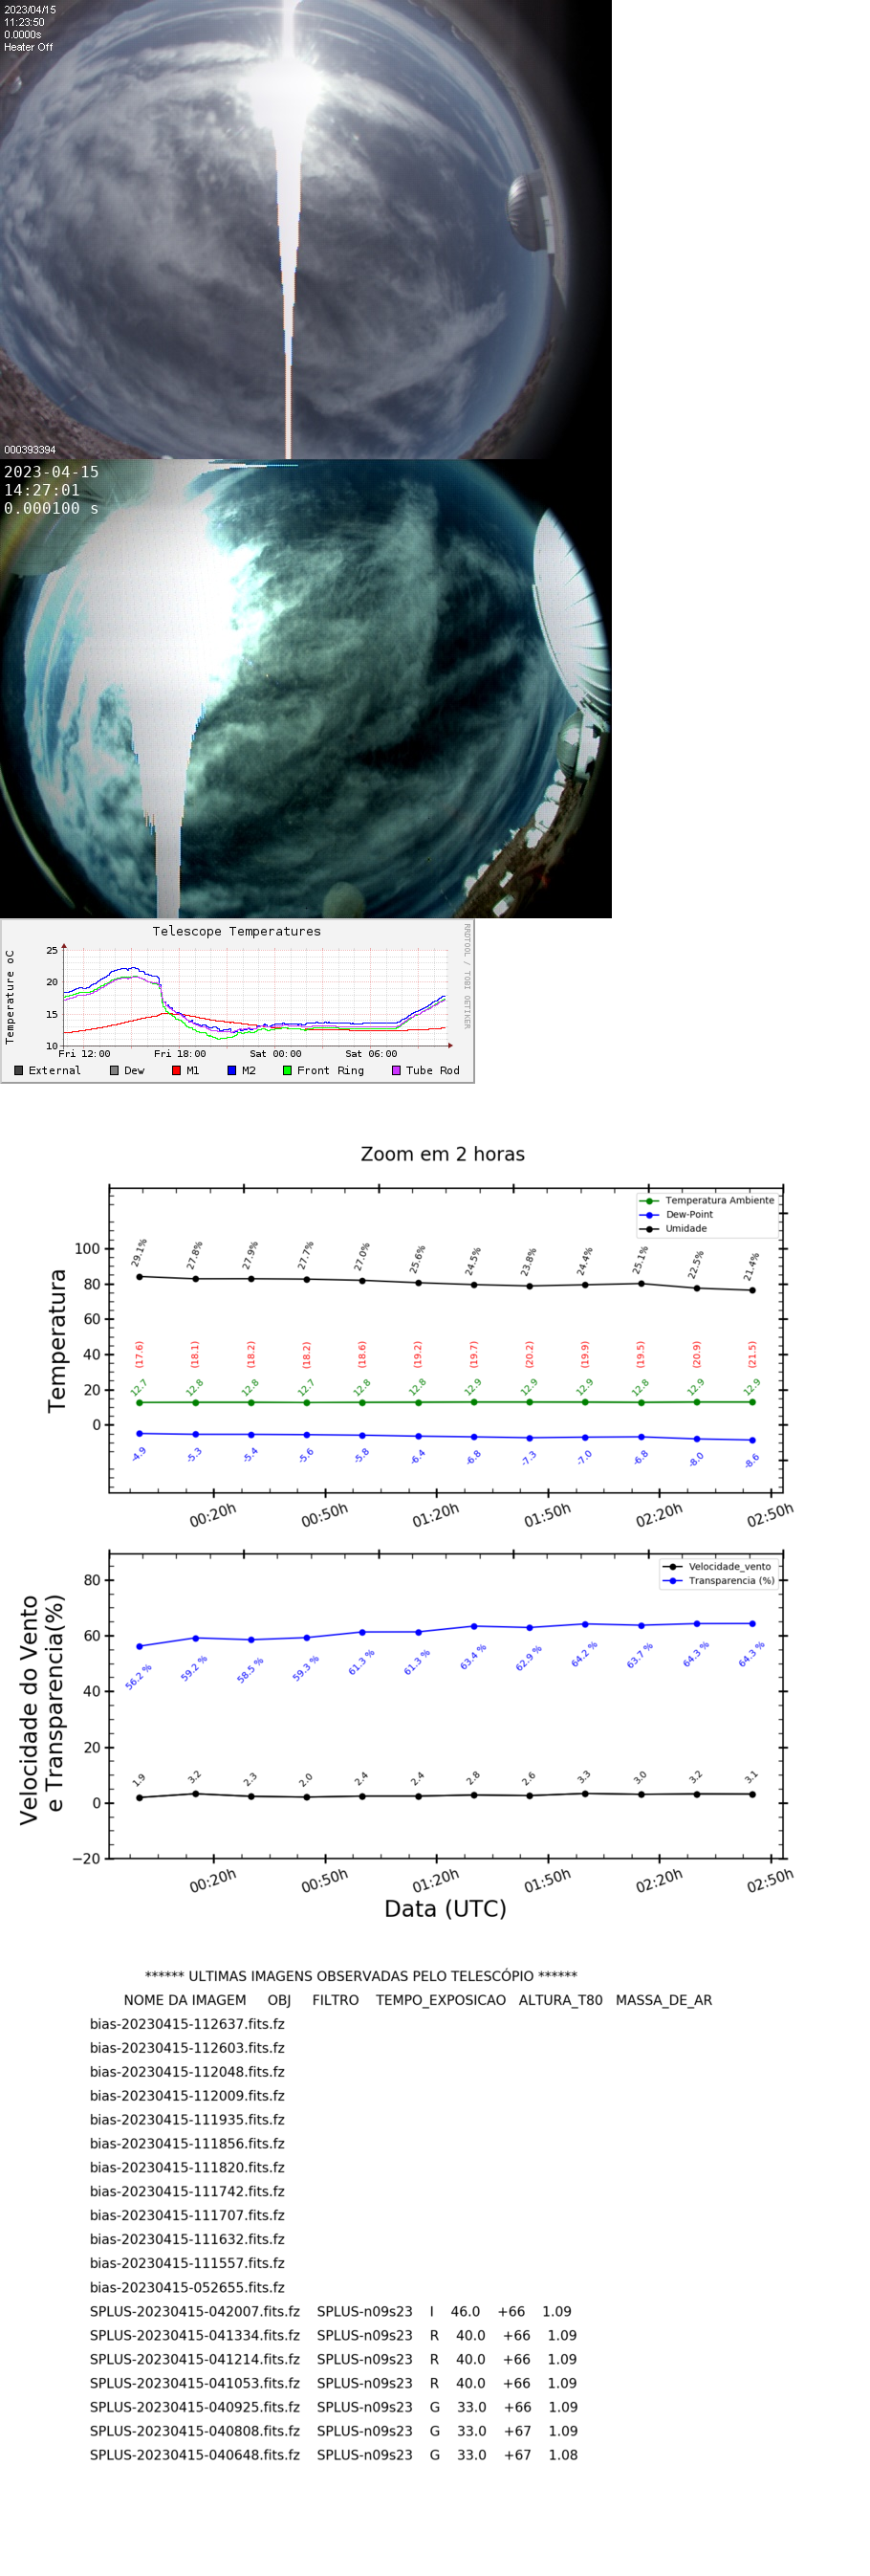 2023/04/15
11:23:50
0.0000s
Heater Off
000393394
2023-04-15
14:27:01
0.000100 s
Telescope Temperatures
RRDTOOL / TOBI OETIKER
Temperature oC
25
20
15
10
Fri 12:00 Fri 18:00 Sat 00:00 Sat 06:00
External Dew M1 M2 Front Ring Tube Rod
Zoom em 2 horas
Temperatura Ambiente
Dew-Point
Umidade
Temperatura
100
80
60
40
20
0
29.1% 27.8% 27.9% 27.7% 27.0% 25.6% 24.5% 23.8% 24.4% 25.1% 22.5% 21.4%
(17.6) (18.1) (18.2) (18.2) (18.6) (19.2) (19.7) (20.2) (19.9) (19.5) (20.9) (21.5)
12.7 12.8 12.8 12.7 12.8 12.8 12.9 12.9 12.9 12.8 12.9 12.9
-4.9 -5.3 -5.4 -5.6 -5.8 -6.4 -6.8 -7.3 -7.0 -6.8 -8.0 -8.6
00:20h 00:50h 01:20h 01:50h 02:20h 02:50h
Velocidade_vento
Transparencia (%)
Velocidade do Vento
e Transparencia(%)
80
60
40
20
0
−20
56.2 % 59.2 % 58.5 % 59.3 % 61.3 % 61.3 % 63.4 % 62.9 % 64.2 % 63.7 % 64.3 % 64.3 %
1.9 3.2 2.3 2.0 2.4 2.4 2.8 2.6 3.3 3.0 3.2 3.1
00:20h 00:50h 01:20h 01:50h 02:20h 02:50h
Data (UTC)
****** ULTIMAS IMAGENS OBSERVADAS PELO TELESCÓPIO ******
NOME DA IMAGEM OBJ FILTRO TEMPO_EXPOSICAO ALTURA_T80 MASSA_DE_AR
bias-20230415-112637.fits.fz
bias-20230415-112603.fits.fz
bias-20230415-112048.fits.fz
bias-20230415-112009.fits.fz
bias-20230415-111935.fits.fz
bias-20230415-111856.fits.fz
bias-20230415-111820.fits.fz
bias-20230415-111742.fits.fz
bias-20230415-111707.fits.fz
bias-20230415-111632.fits.fz
bias-20230415-111557.fits.fz
bias-20230415-052655.fits.fz
SPLUS-20230415-042007.fits.fz SPLUS-n09s23 I 46.0 +66 1.09
SPLUS-20230415-041334.fits.fz SPLUS-n09s23 R 40.0 +66 1.09
SPLUS-20230415-041214.fits.fz SPLUS-n09s23 R 40.0 +66 1.09
SPLUS-20230415-041053.fits.fz SPLUS-n09s23 R 40.0 +66 1.09
SPLUS-20230415-040925.fits.fz SPLUS-n09s23 G 33.0 +66 1.09
SPLUS-20230415-040808.fits.fz SPLUS-n09s23 G 33.0 +67 1.09
SPLUS-20230415-040648.fits.fz SPLUS-n09s23 G 33.0 +67 1.08